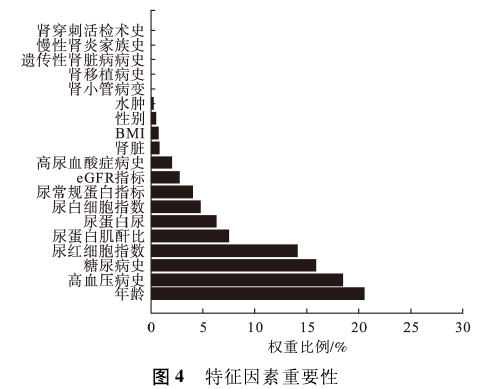 肾穿刺活检术史
慢性肾炎家族史
遗传性肾脏病病史
肾移植病史
肾小管病变
水肿
性别
BMI
肾脏
高尿血酸症病史
eGFR指标
尿常规蛋白指标
尿白细胞指数
尿蛋白尿
尿蛋白肌酐比
尿红细胞指数
糖尿病史
高血压病史
年龄
0 5 10 15 20 25 30
权重比例/%
图4 特征因素重要性